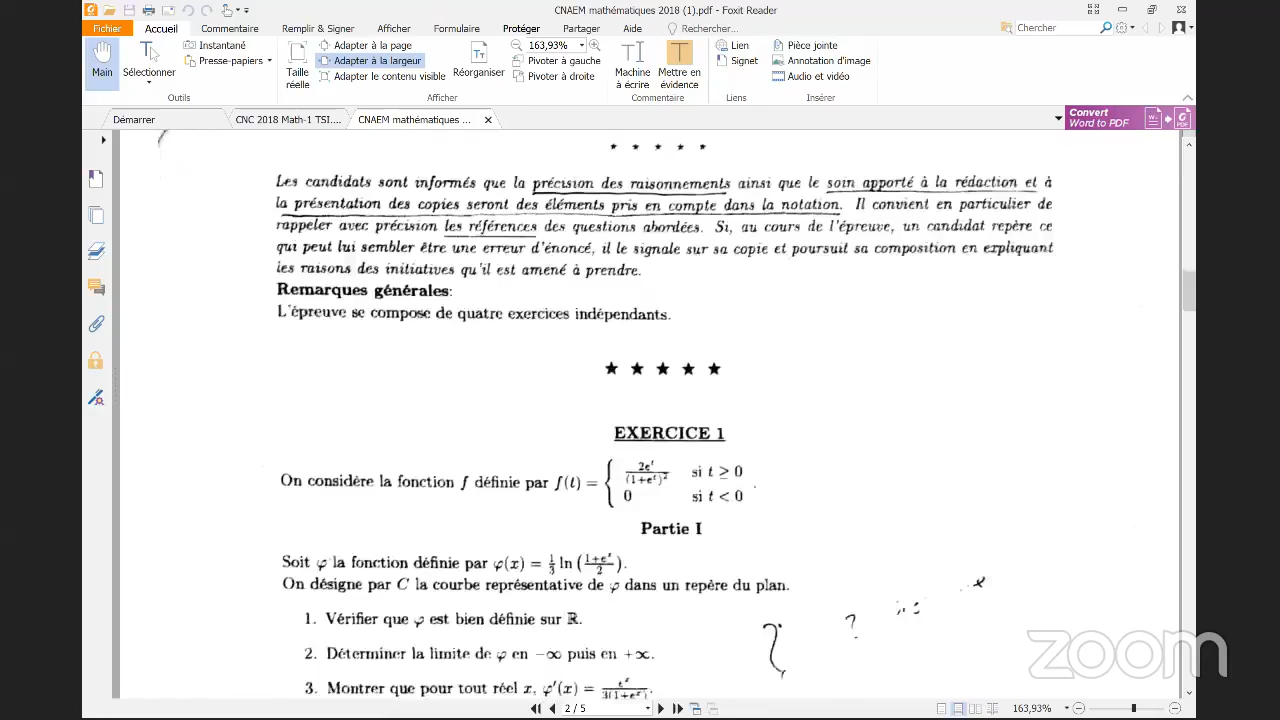 CNAEM mathématiques 2018 (1).pdf - Foxit Reader
Fichier Accueil Commentaire Remplir & Signer Afficher Formulaire Protéger Partager Aide Rechercher... Chercher
Main
Sélectionner
Instantané
Presse-papiers
Outils
Taille réelle
Adapter à la page
Adapter à la largeur
Adapter le contenu visible
Réorganiser
163,93%
Pivoter à gauche
Pivoter à droite
Afficher
Machine à écrire
Mettre en évidence
Commentaire
Lien
Signet
Liens
Pièce jointe
Annotation d'image
Audio et vidéo
Insérer
Démarrer CNC 2018 Math-1 TSI.... CNAEM Mathématiques ...
Convert
Word to PDF
Les candidats sont informés que la précision des raisonnements ainsi que le soin apporté à la rédaction et à
la présentation des copies seront des éléments pris en compte dans la notation. Il convient en particulier de
rappeler avec précision les références des questions abordées. Si, au cours de l'épreuve, un candidat repère ce
qui peut lui sembler être une erreur d'énoncé, il le signale sur sa copie et poursuit sa composition en expliquant
les raisons des initiatives qu'il est amené à prendre.
Remarques générales:
L'épreuve se compose de quatre exercices indépendants.
★ ★ ★ ★ ★
EXERCICE 1
On considère la fonction f définie par f(t) = { 2e^t/(1+e^t)^2 si t ≥ 0
0 si t < 0
Partie I
Soit φ la fonction définie par φ(x) = 1/3 ln((1+e^x)/2).
On désigne par C la courbe représentative de φ dans un repère du plan.
1. Vérifier que φ est bien définie sur ℝ.
2. Déterminer la limite de φ en −∞ puis en +∞.
3. Montrer que pour tout réel x, φ'(x) = e^x/3(1+e^x).
zoom
2 / 5
163,93%